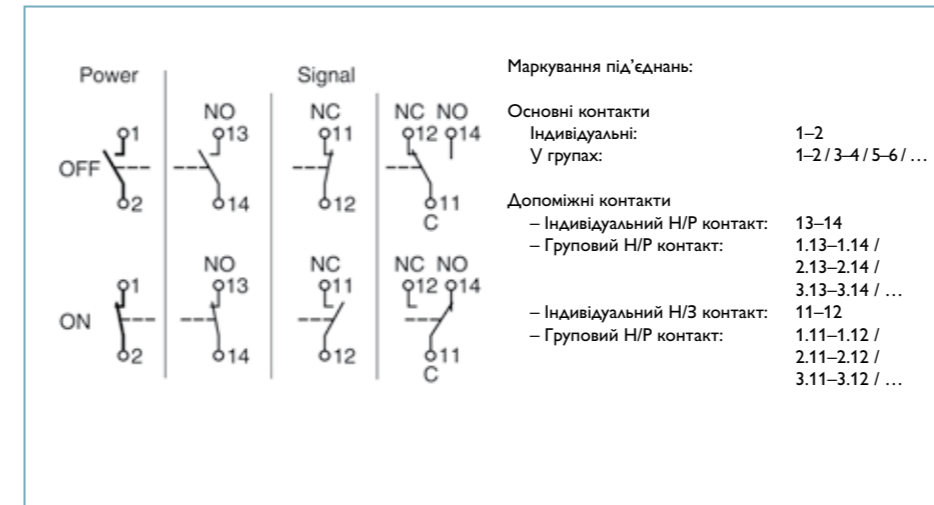 Power Signal
NO NC NC NO
1 13 11 12 14
OFF
2 14 12 11
C
NO NC NC NO
1 13 11 12 14
ON
2 14 12 11
C
Маркування під’єднань:
Основні контакти
Індивідуальні: 1–2
У групах: 1–2 / 3–4 / 5–6 / …
Допоміжні контакти
– Індивідуальний Н/Р контакт: 13–14
– Груповий Н/Р контакт: 1.13–1.14 /
2.13–2.14 /
3.13–3.14 / …
– Індивідуальний Н/З контакт: 11–12
– Груповий Н/Р контакт: 1.11–1.12 /
2.11–2.12 /
3.11–3.12 / …